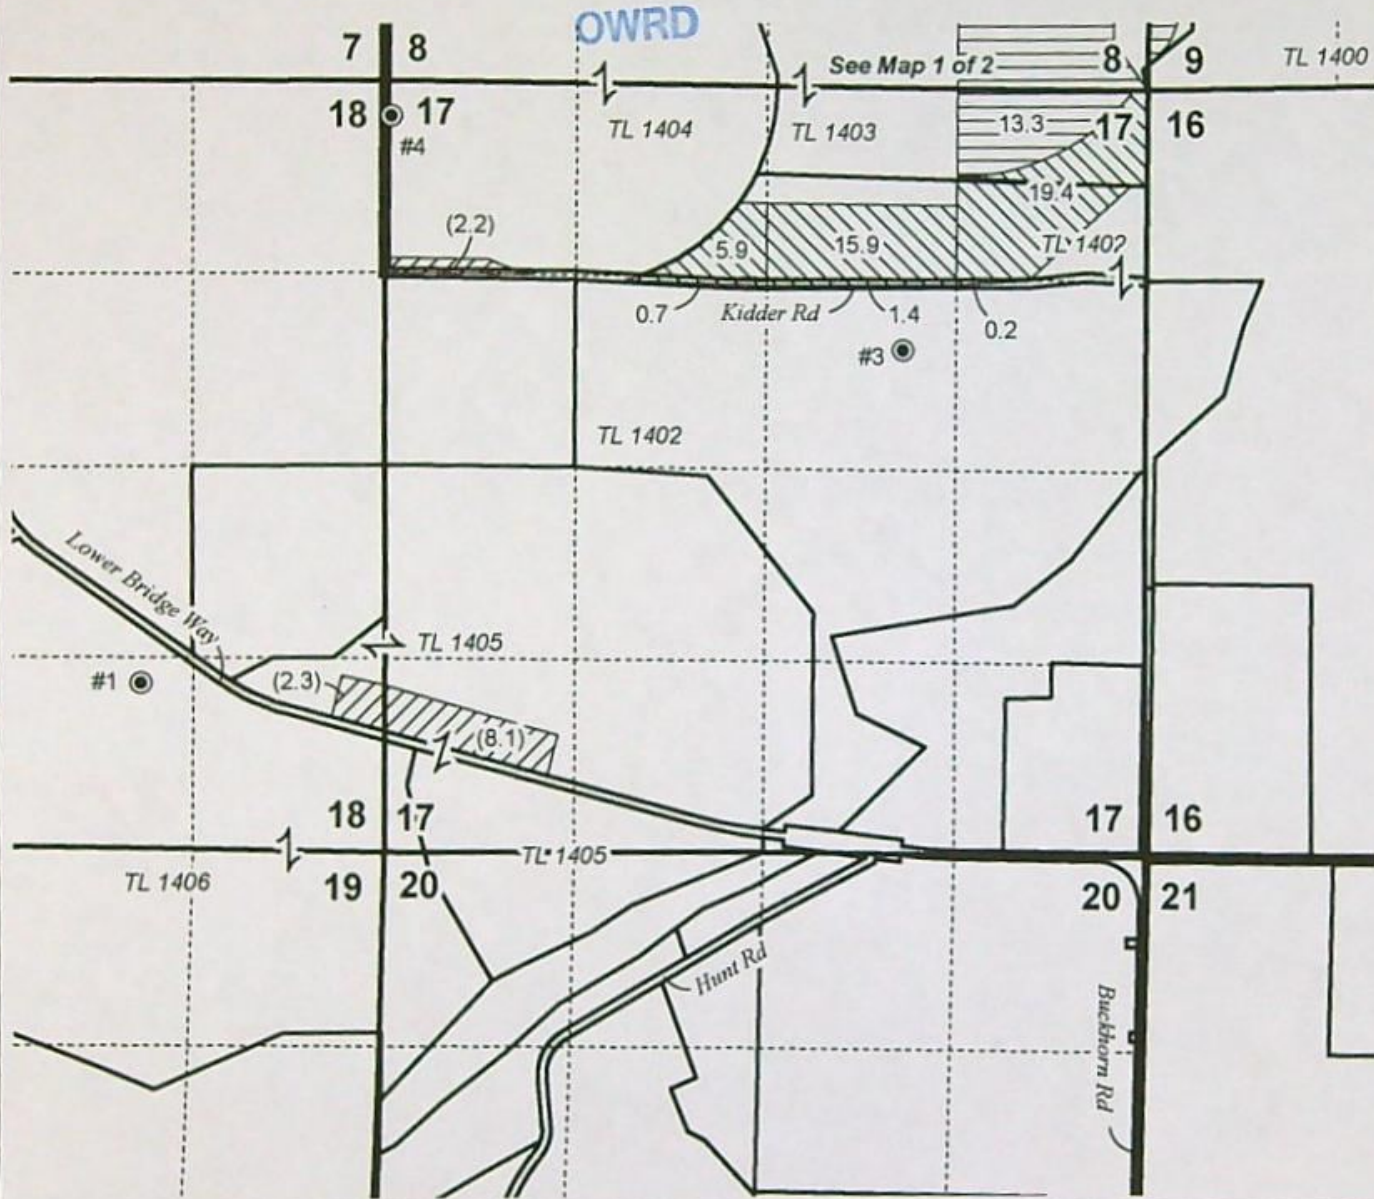 OWRD
7 8
See Map 1 of 2
8 9
TL 1400
18 17
#4
TL 1404
TL 1403
13.3
17 16
19.4
(2.2)
5.9
15.9
TL 1402
0.7
Kidder Rd
1.4
0.2
#3
TL 1402
Lower Bridge Way
TL 1405
#1
(2.3)
(8.1)
18 17
17 16
TL 1405
TL 1406
19 20
20 21
Hunt Rd
Buckhorn Rd